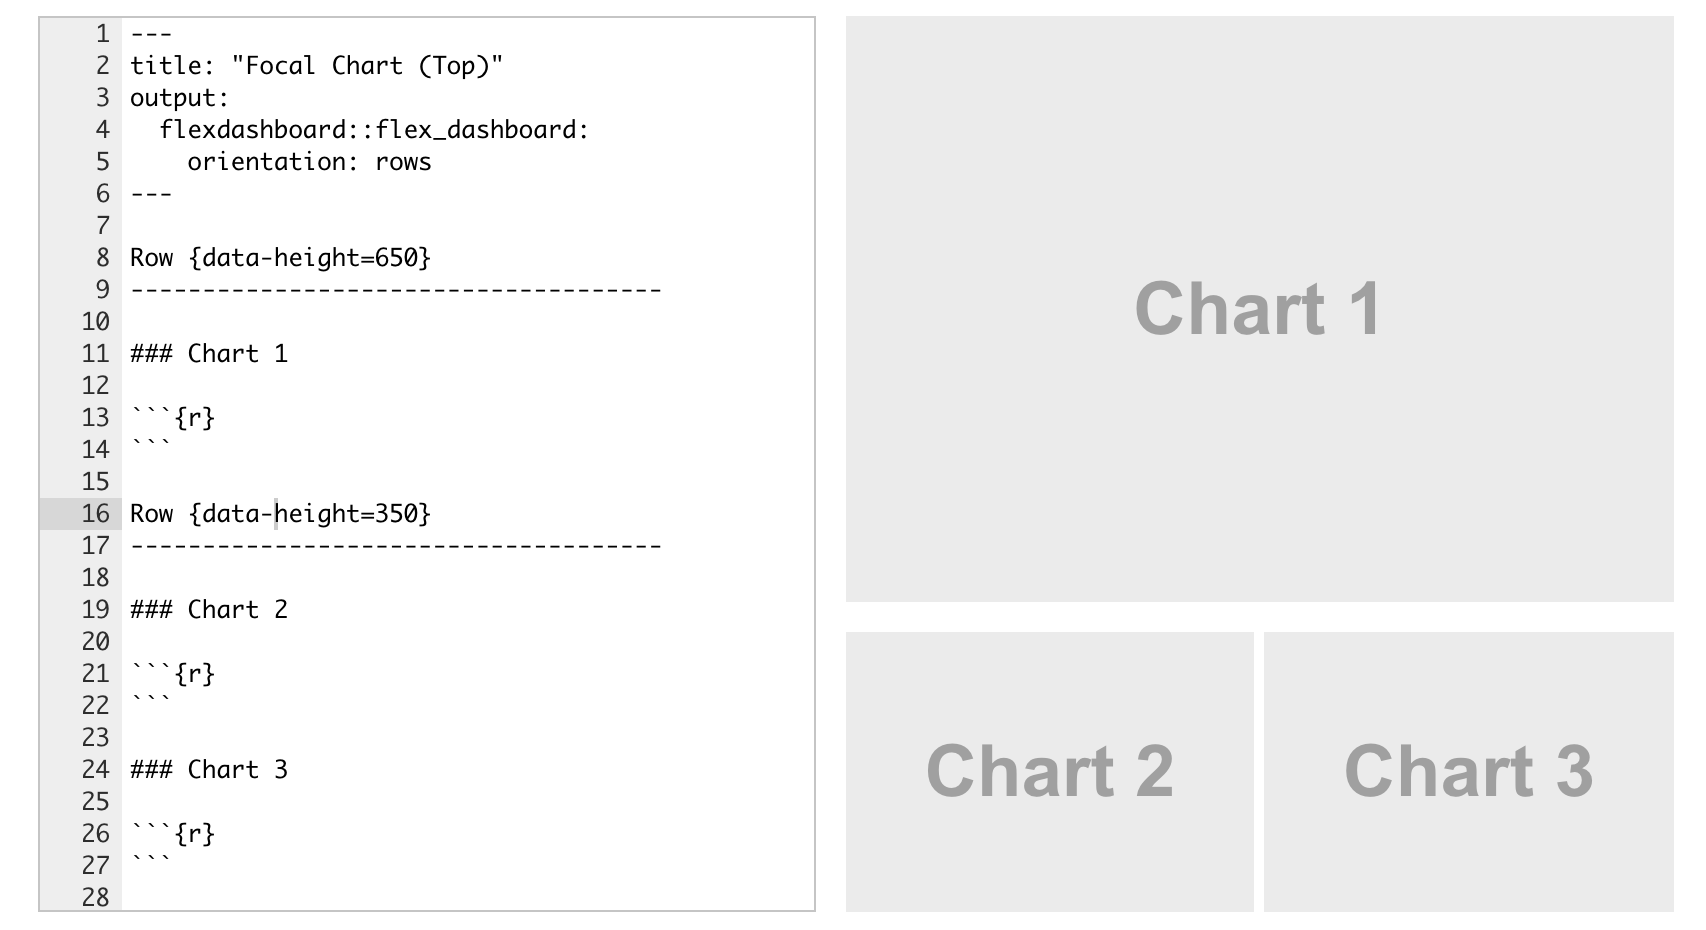 1 ---
2 title: "Focal Chart (Top)"
3 output:
4   flexdashboard::flex_dashboard:
5     orientation: rows
6 ---
7
8 Row {data-height=650}
9 -------------------------------------
10
11 ### Chart 1
12
13 ```{r}
14 ```
15
16 Row {data-height=350}
17 -------------------------------------
18
19 ### Chart 2
20
21 ```{r}
22 ```
23
24 ### Chart 3
25
26 ```{r}
27 ```
28
Chart 1
Chart 2
Chart 3